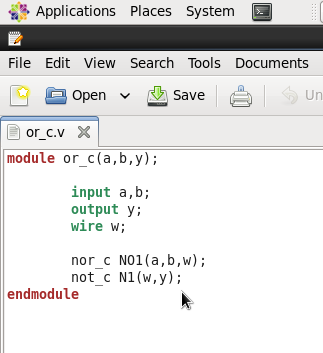 Applications Places System
File Edit View Search Tools Documents
Open Save Un
or_c.v
module or_c(a,b,y);
input a,b;
output y;
wire w;
nor_c NO1(a,b,w);
not_c N1(w,y);
endmodule